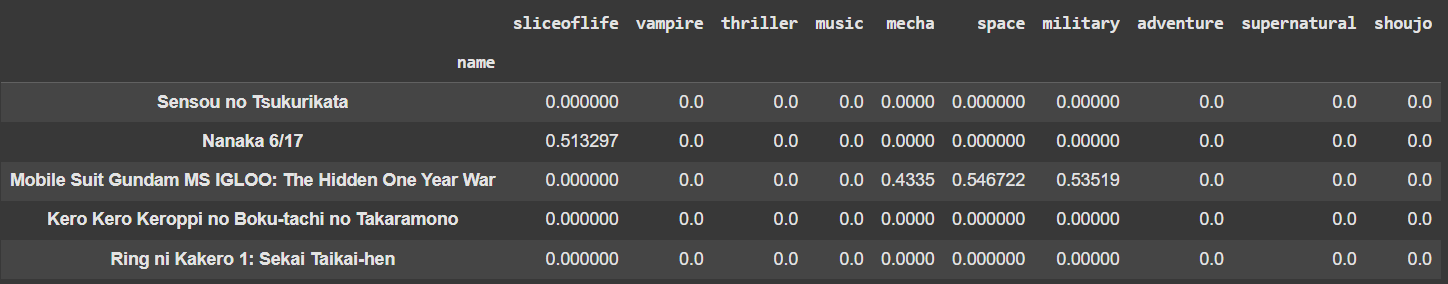 sliceoflife vampire thriller music mecha space military adventure supernatural shoujo
name
Sensou no Tsukurikata 0.000000 0.0 0.0 0.0 0.0000 0.000000 0.00000 0.0 0.0 0.0
Nanaka 6/17 0.513297 0.0 0.0 0.0 0.0000 0.000000 0.00000 0.0 0.0 0.0
Mobile Suit Gundam MS IGLOO: The Hidden One Year War 0.000000 0.0 0.0 0.0 0.4335 0.546722 0.53519 0.0 0.0 0.0
Kero Kero Keroppi no Boku-tachi no Takaramono 0.000000 0.0 0.0 0.0 0.0000 0.000000 0.00000 0.0 0.0 0.0
Ring ni Kakero 1: Sekai Taikai-hen 0.000000 0.0 0.0 0.0 0.0000 0.000000 0.00000 0.0 0.0 0.0